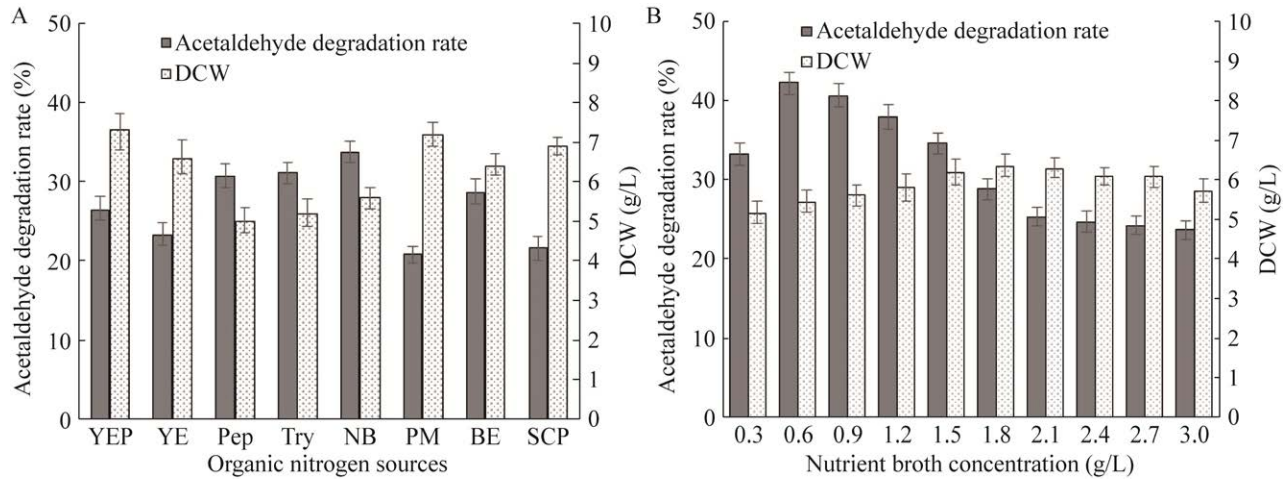 A
Acetaldehyde degradation rate (%)
50
40
30
20
10
0
Acetaldehyde degradation rate
DCW
10
9
8
7
6
5
4
3
2
1
0
DCW (g/L)
YEP YE Pep Try NB PM BE SCP
Organic nitrogen sources
B
Acetaldehyde degradation rate (%)
50
40
30
20
10
0
Acetaldehyde degradation rate
DCW
10
9
8
7
6
5
4
3
2
1
0
DCW (g/L)
0.3 0.6 0.9 1.2 1.5 1.8 2.1 2.4 2.7 3.0
Nutrient broth concentration (g/L)